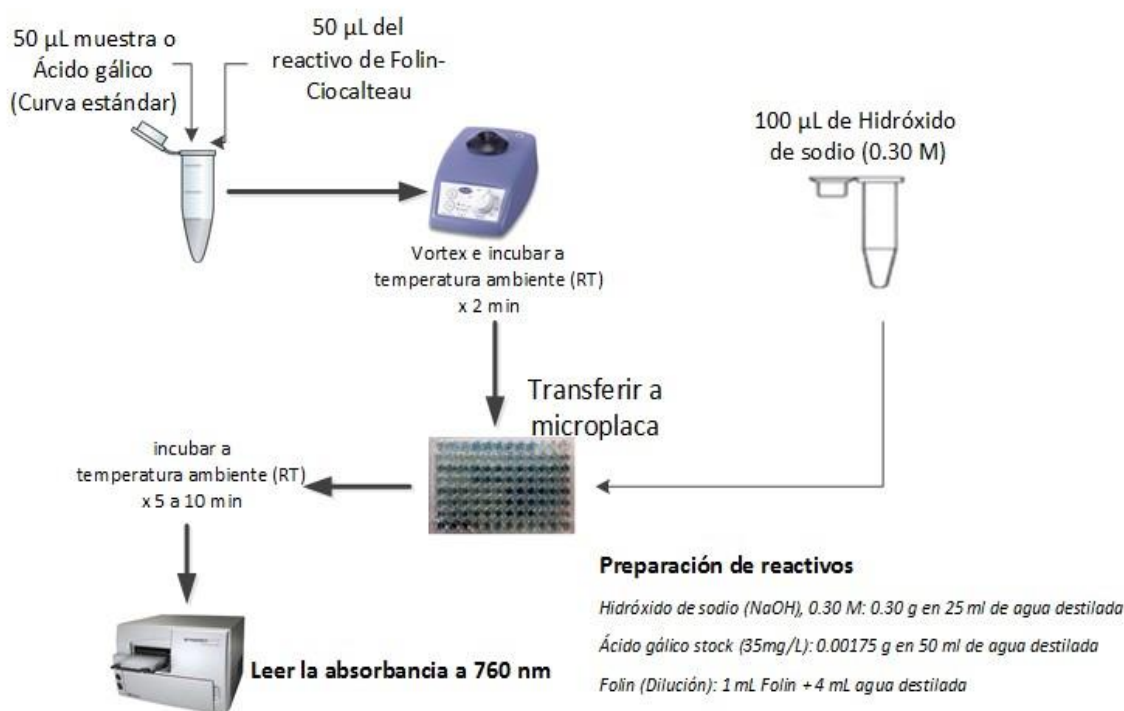 50 µL muestra o
Ácido gálico
(Curva estándar)
50 µL del
reactivo de Folin-
Ciocalteau
100 µL de Hidróxido
de sodio (0.30 M)
Vortex e incubar a
temperatura ambiente (RT)
x 2 min
Transferir a
microplaca
incubar a
temperatura ambiente (RT)
x 5 a 10 min
Leer la absorbancia a 760 nm
Preparación de reactivos
Hidróxido de sodio (NaOH), 0.30 M: 0.30 g en 25 ml de agua destilada
Ácido gálico stock (35mg/L): 0.00175 g en 50 ml de agua destilada
Folin (Dilución): 1 mL Folin + 4 mL agua destilada